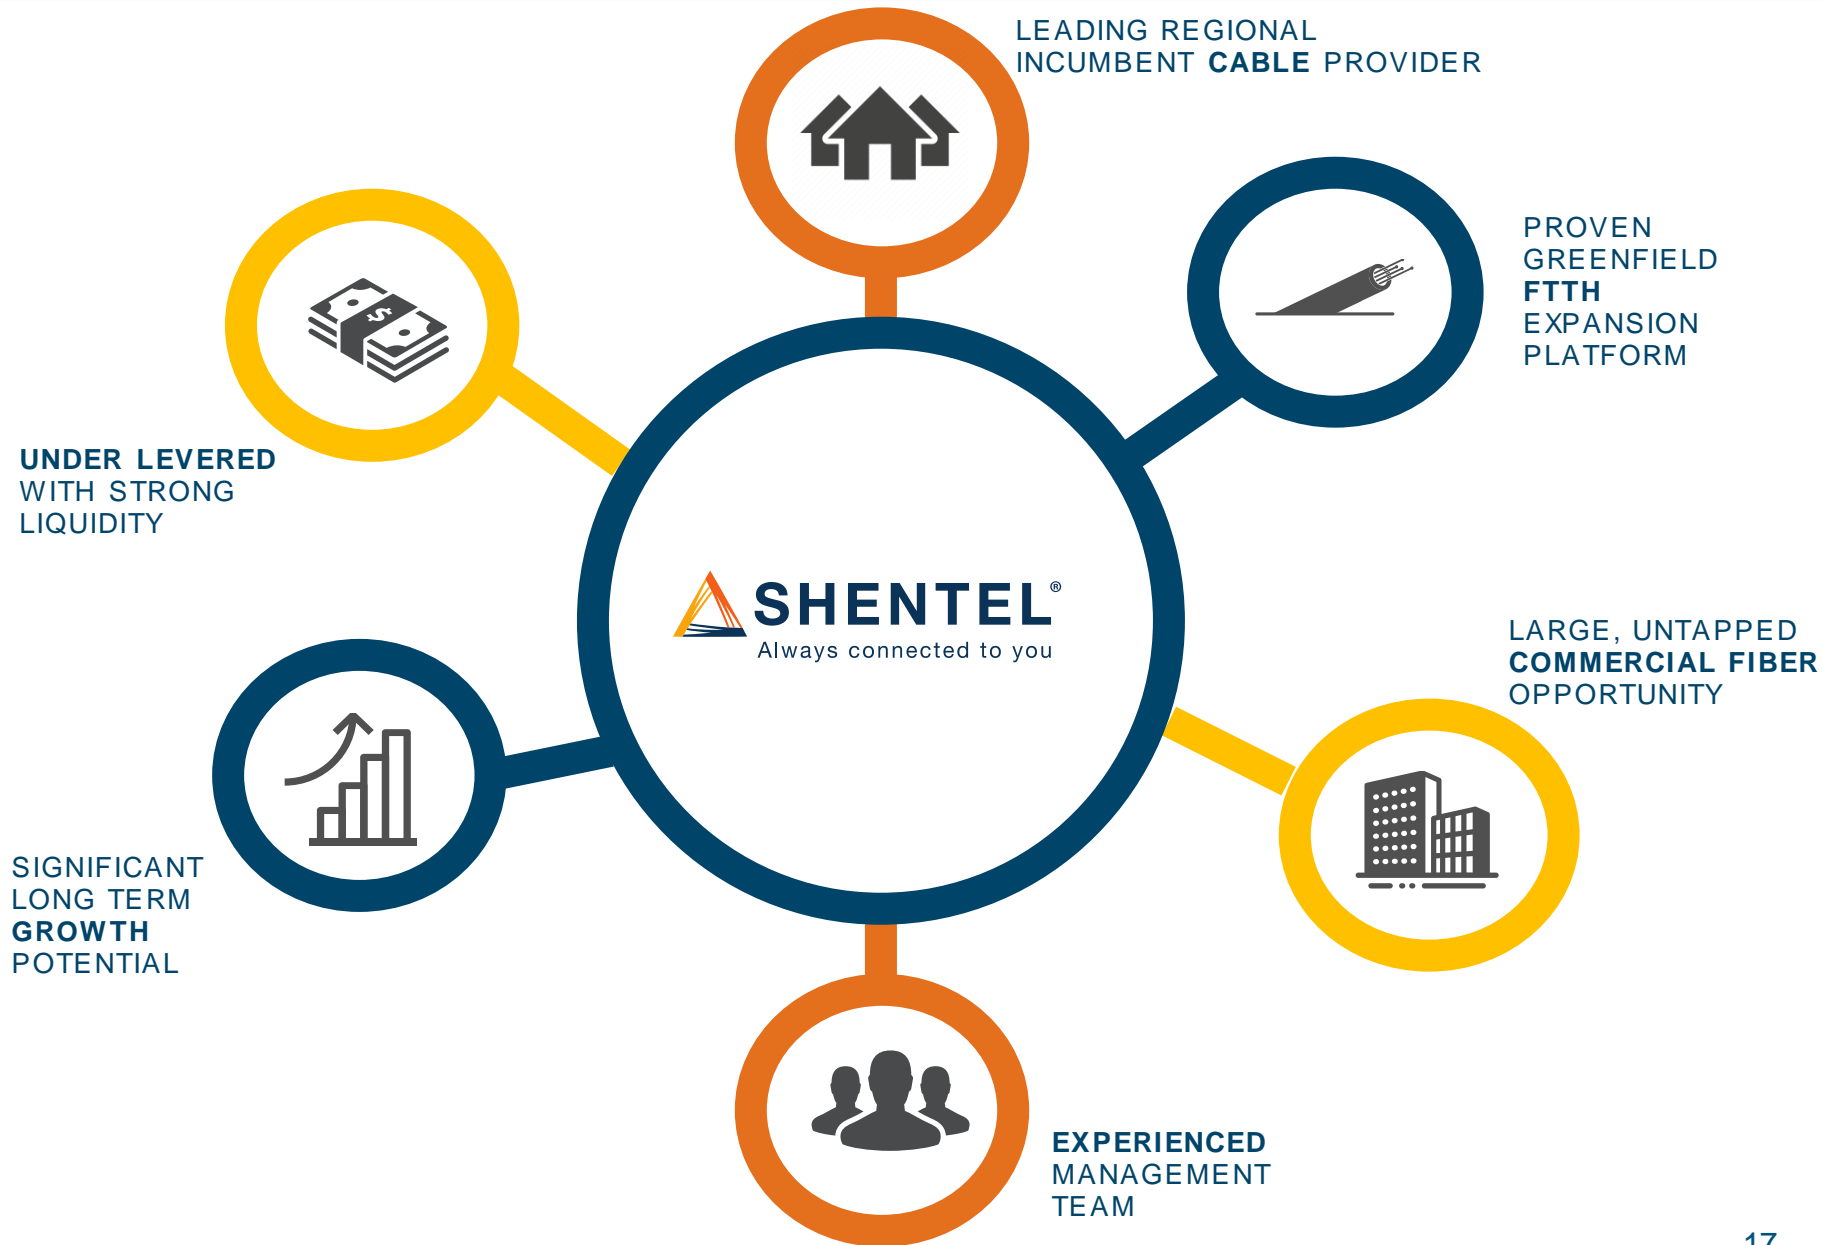 LEADING REGIONAL
INCUMBENT CABLE PROVIDER
PROVEN
GREENFIELD
FTTH
EXPANSION
PLATFORM
UNDER LEVERED
WITH STRONG
LIQUIDITY
$
SHENTEL®
Always connected to you
LARGE, UNTAPPED
COMMERCIAL FIBER
OPPORTUNITY
SIGNIFICANT
LONG TERM
GROWTH
POTENTIAL
EXPERIENCED
MANAGEMENT
TEAM
17